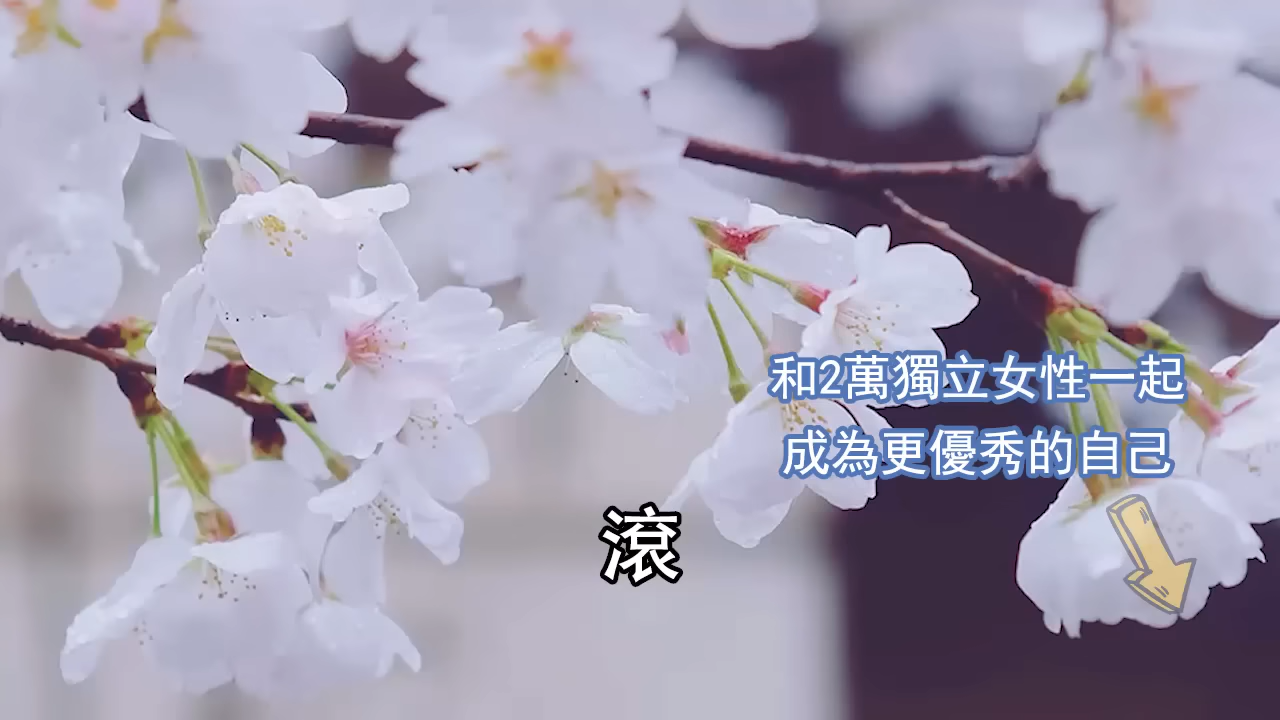 和2萬獨立女性一起
成為更優秀的自己
滾